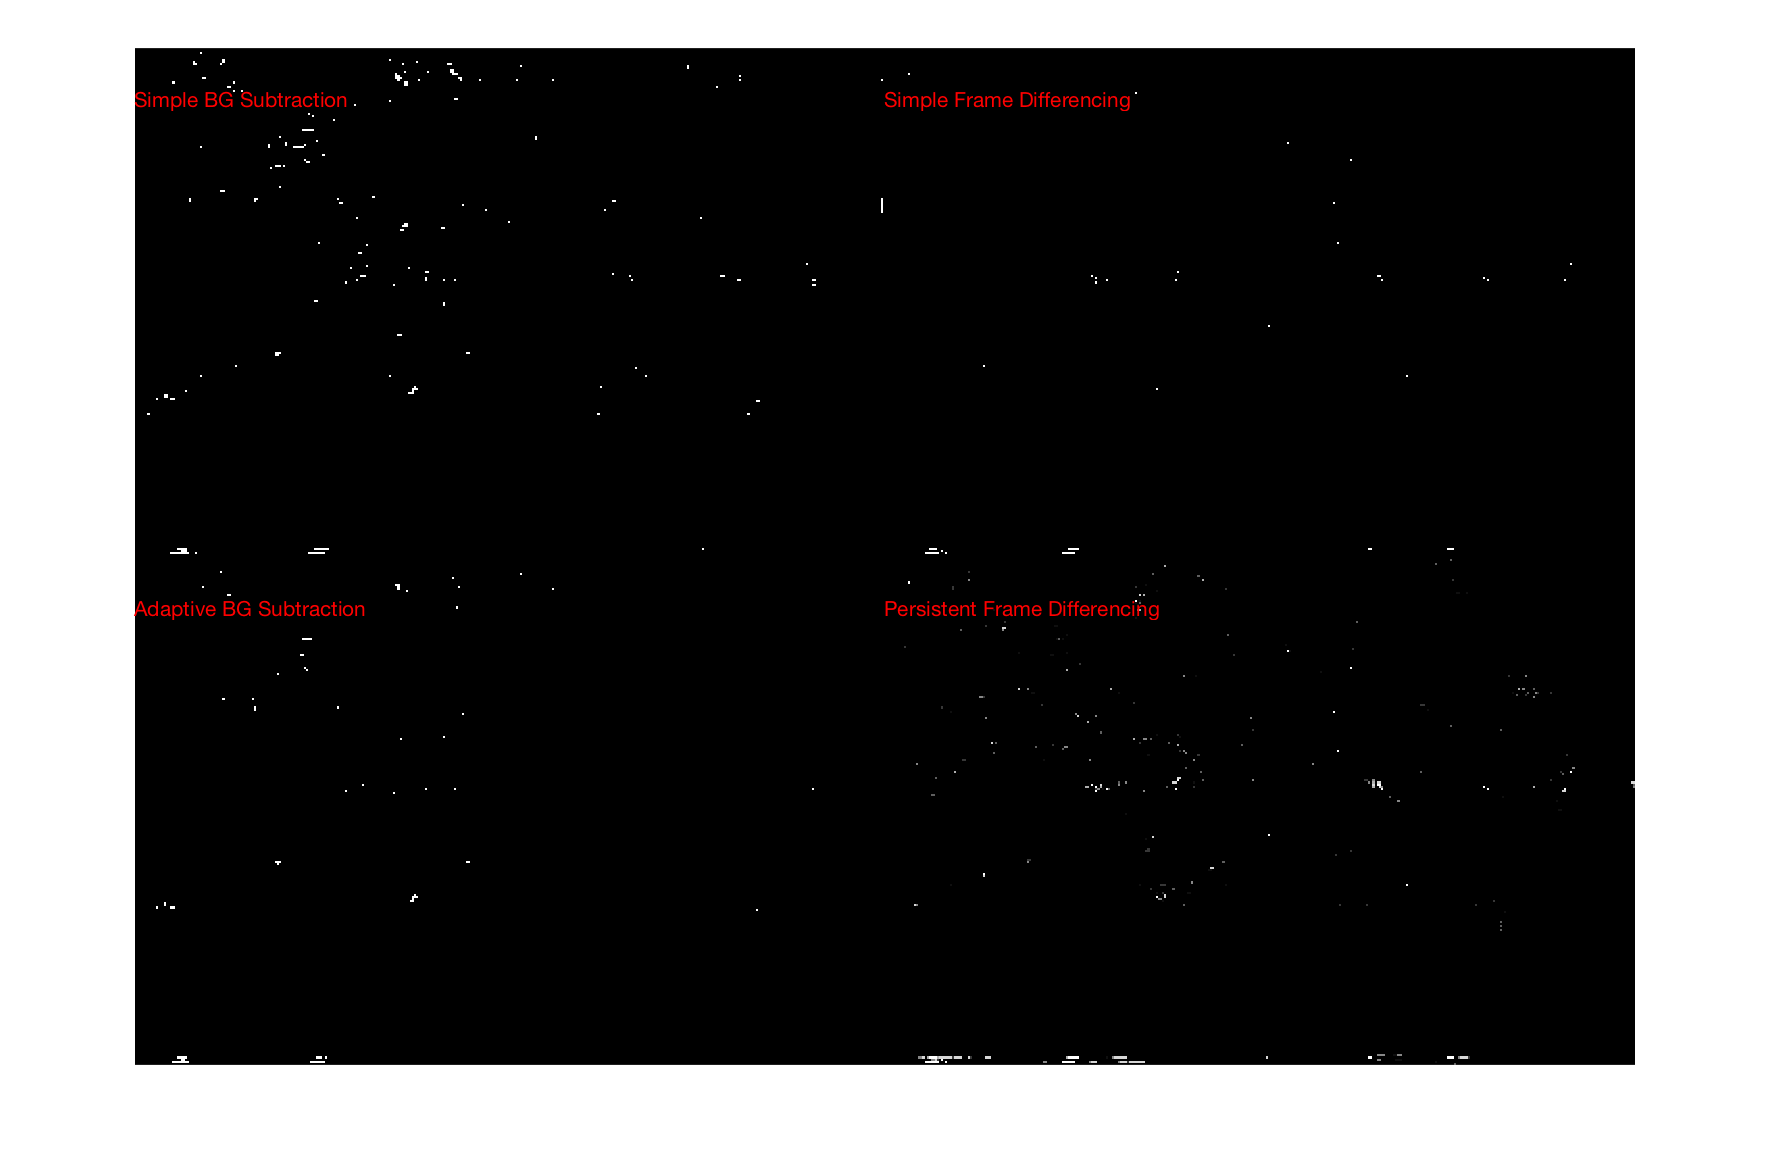 Simple BG Subtraction
Simple Frame Differencing
Adaptive BG Subtraction
Persistent Frame Differencing